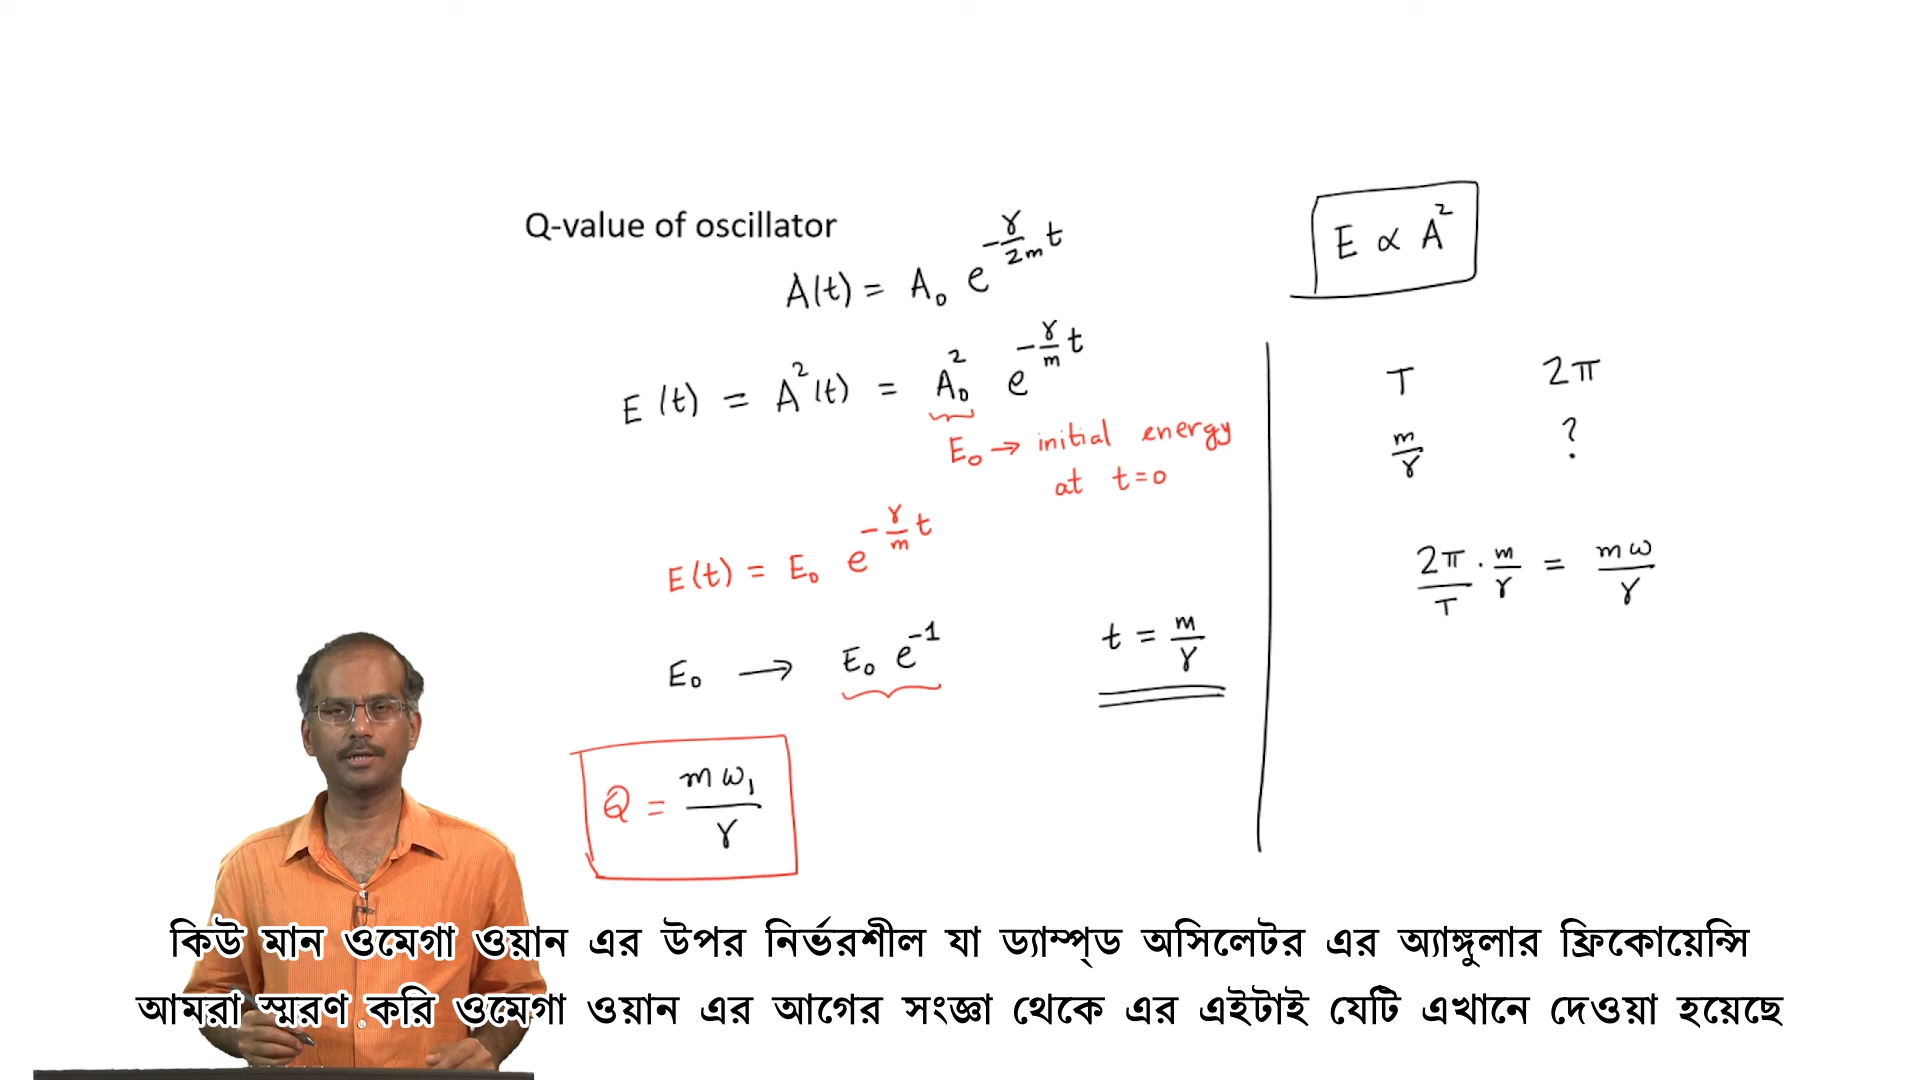 Q-value of oscillator
A(t) = A₀ e^{-γ/2m t}
E ∝ A²
E(t) = A²(t) = A₀² e^{-γ/m t}
E₀ → initial energy
at t=0
E(t) = E₀ e^{-γ/m t}
E₀ → E₀ e^{-1}
t = m/γ
Q = mω₁/γ
T 2π
m/γ ?
2π/T · m/γ = mω/γ
কিউ মান ওমেগা ওয়ান এর উপর নির্ভরশীল যা ড্যাম্প্‌ড অসিলেটর এর অ্যাঙ্গুলার ফ্রিকোয়েন্সি
আমরা স্মরণ করি ওমেগা ওয়ান এর আগের সংজ্ঞা থেকে এর এইটাই যেটি এখানে দেওয়া হয়েছে